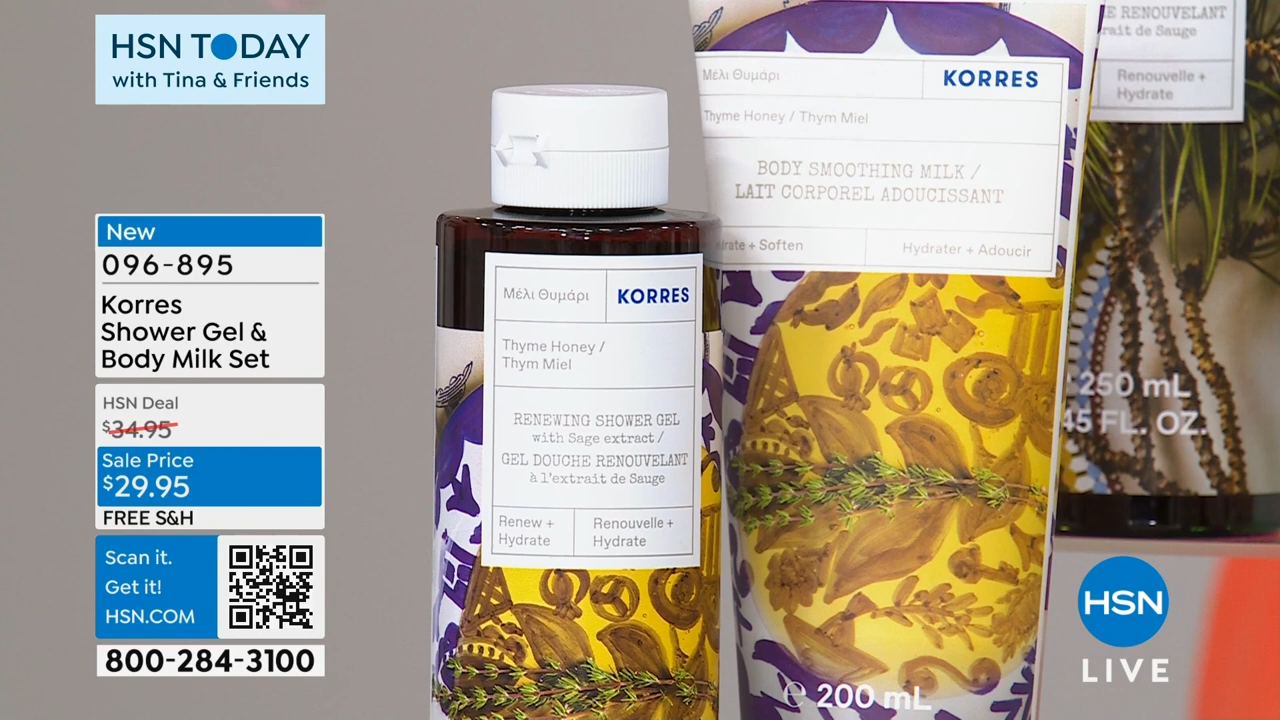 HSN TODAY
with Tina & Friends
New
096-895
Korres
Shower Gel &
Body Milk Set
HSN Deal
$34.95
Sale Price
$29.95
FREE S&H
Scan it.
Get it!
HSN.COM
800-284-3100
Μέλι Θυμάρι
KORRES
Thyme Honey /
Thym Miel
RENEWING SHOWER GEL
with Sage extract /
GEL DOUCHE RENOUVELANT
à l'extrait de Sauge
Renew +
Hydrate
Renouvelle +
Hydrate
Μέλι Θυμάρι
KORRES
Thyme Honey / Thym Miel
BODY SMOOTHING MILK /
LAIT CORPOREL ADOUCISSANT
+ Soften
Hydrater + Adoucir
e 200 mL
RENOUVELANT
de Sauge
Renouvelle +
Hydrate
250 mL
FL. OZ.
HSN
LIVE